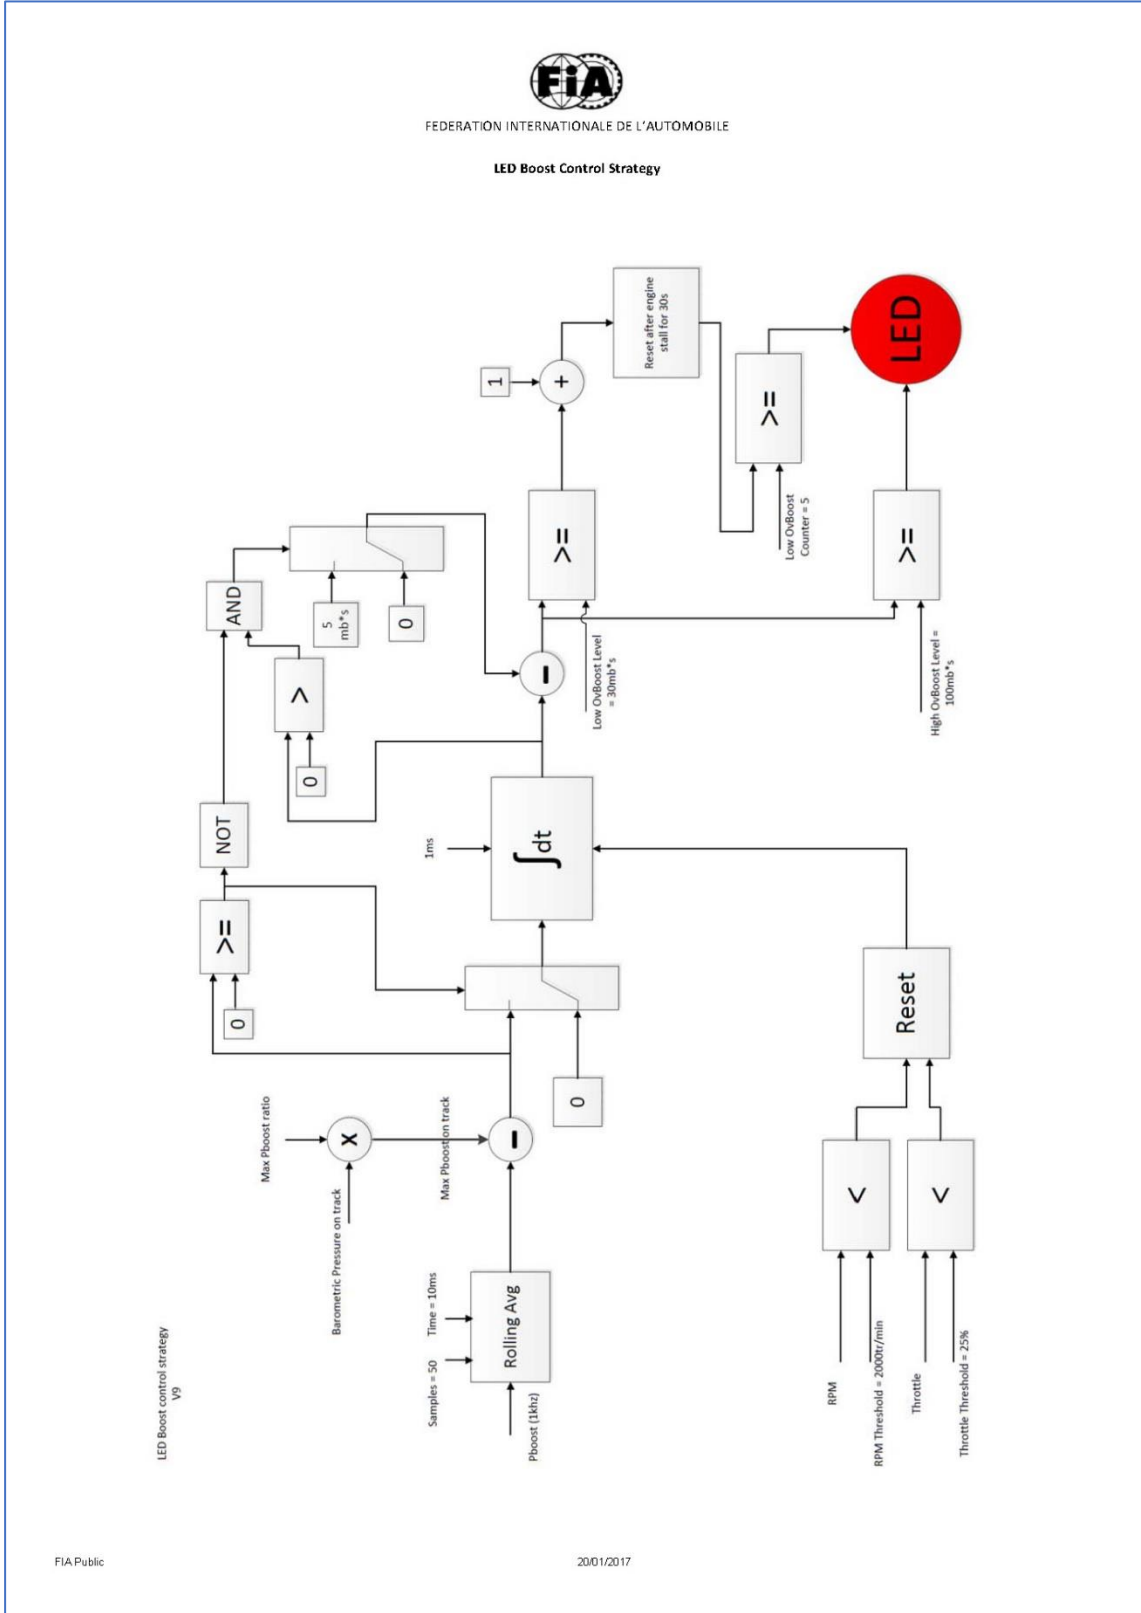 FiA
FEDERATION INTERNATIONALE DE L'AUTOMOBILE
LED Boost Control Strategy
LED Boost control strategy
V9
Pboost (1khz)
Samples = 50
Time = 10ms
Rolling Avg
Barometric Pressure on track
Max Pboost ratio
X
Max Pboost on track
-
0
0
>=
NOT
0
>
AND
5
mb*s
0
1ms
∫dt
-
Low OvBoost Level
= 30mb*s
>=
1
+
Reset after engine
stall for 30s
Low OvBoost
Counter = 5
>=
High OvBoost Level =
100mb*s
>=
LED
RPM
RPM Threshold = 2000tr/min
<
Throttle
Throttle Threshold = 25%
<
Reset
FIA Public
20/01/2017